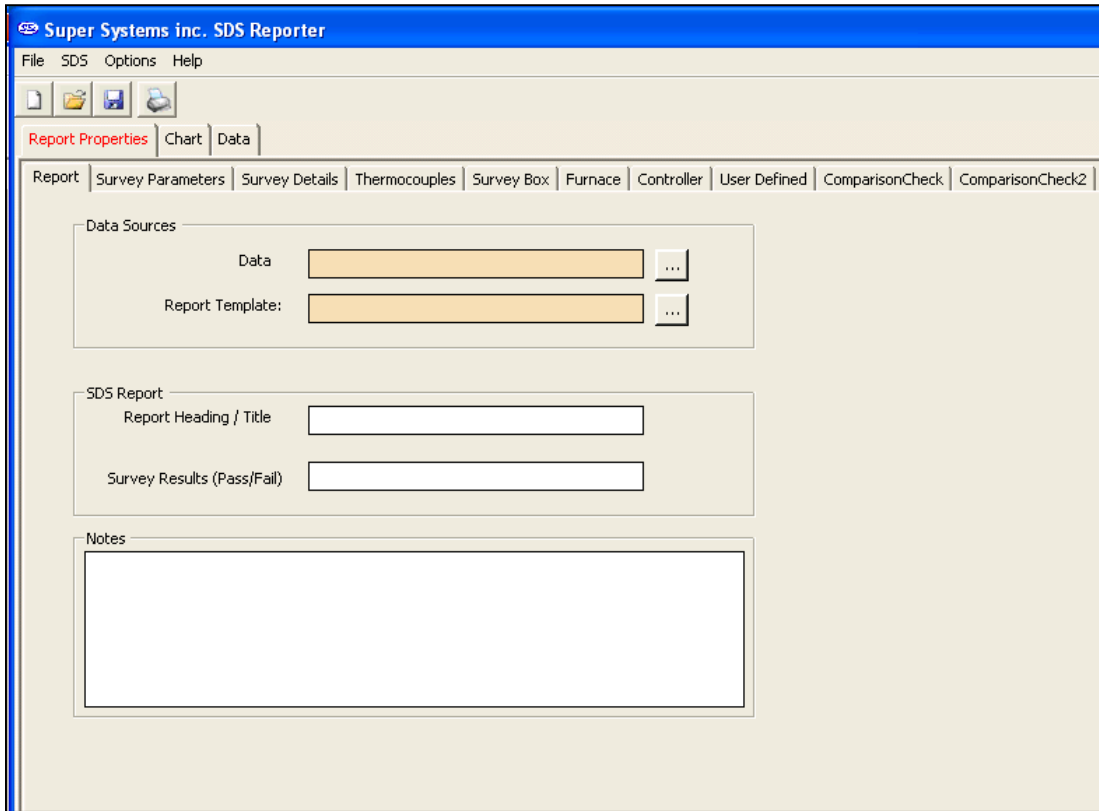 Super Systems inc. SDS Reporter
File SDS Options Help
Report Properties Chart Data
Report Survey Parameters Survey Details Thermocouples Survey Box Furnace Controller User Defined ComparisonCheck ComparisonCheck2
Data Sources
Data ...
Report Template: ...
SDS Report
Report Heading / Title
Survey Results (Pass/Fail)
Notes